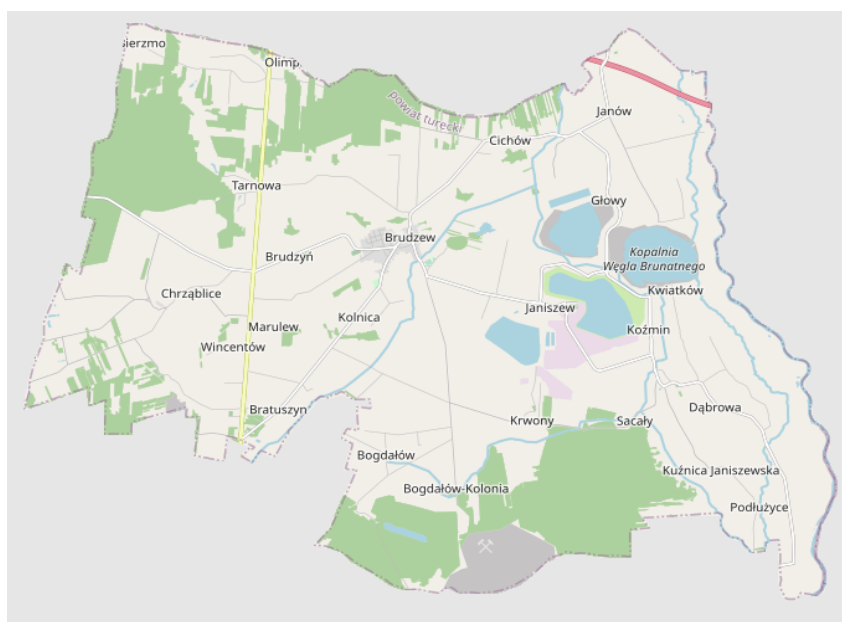 sierzmo
Olimp
Janów
powiat turecki
Cichów
Tarnowa
Głowy
Brudzew
Brudzyń
Kopalnia
Węgla Brunatnego
Chrząblice
Kwiatków
Janiszew
Kolnica
Marulew
Koźmin
Wincentów
Bratuszyn
Dąbrowa
Krwony
Sacały
Bogdałów
Kuźnica Janiszewska
Bogdałów-Kolonia
Podłużyce